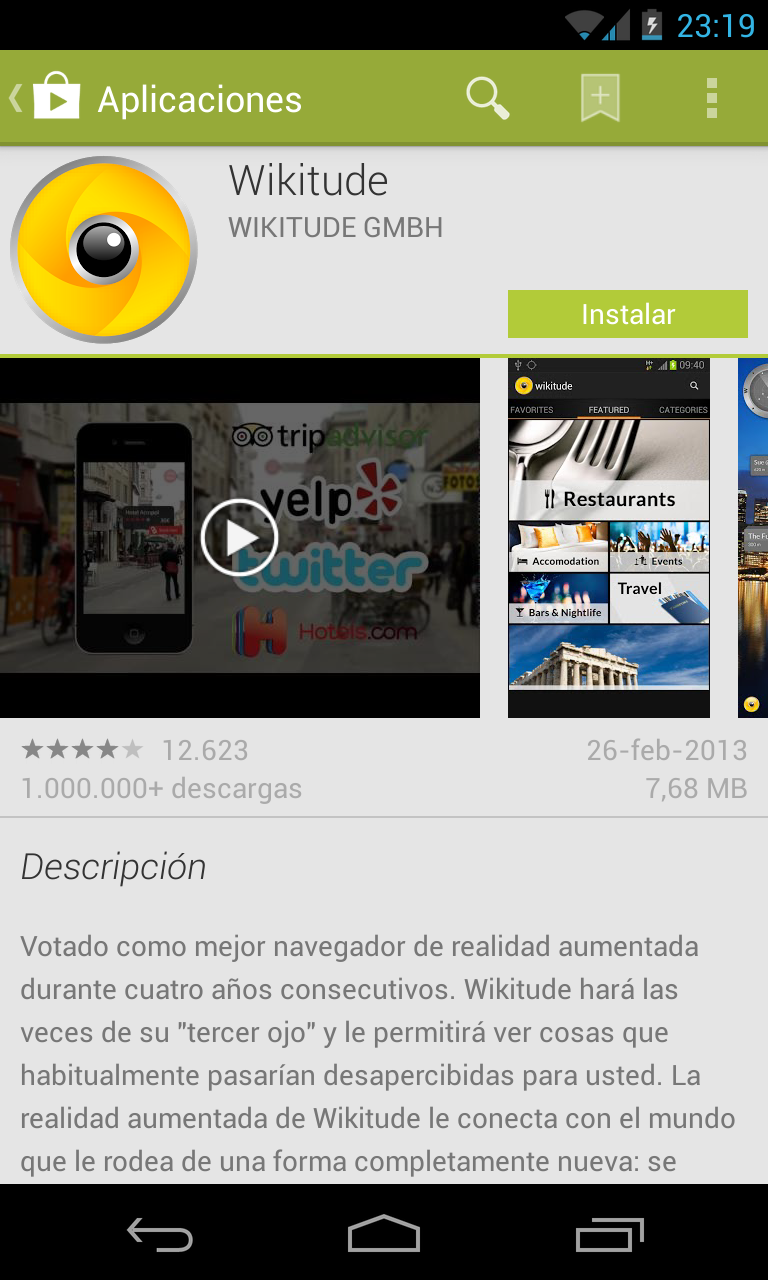 23:19
Aplicaciones
Wikitude
WIKITUDE GMBH
Instalar
tripadvisor
yelp
twitter
Hotels.com
FOTOS
09:40
wikitude
FAVORITES FEATURED CATEGORIES
Restaurants
Accomodation Events
Bars & Nightlife Travel
12.623 26-feb-2013
1.000.000+ descargas 7,68 MB
Descripción
Votado como mejor navegador de realidad aumentada
durante cuatro años consecutivos. Wikitude hará las
veces de su "tercer ojo" y le permitirá ver cosas que
habitualmente pasarían desapercibidas para usted. La
realidad aumentada de Wikitude le conecta con el mundo
que le rodea de una forma completamente nueva: se